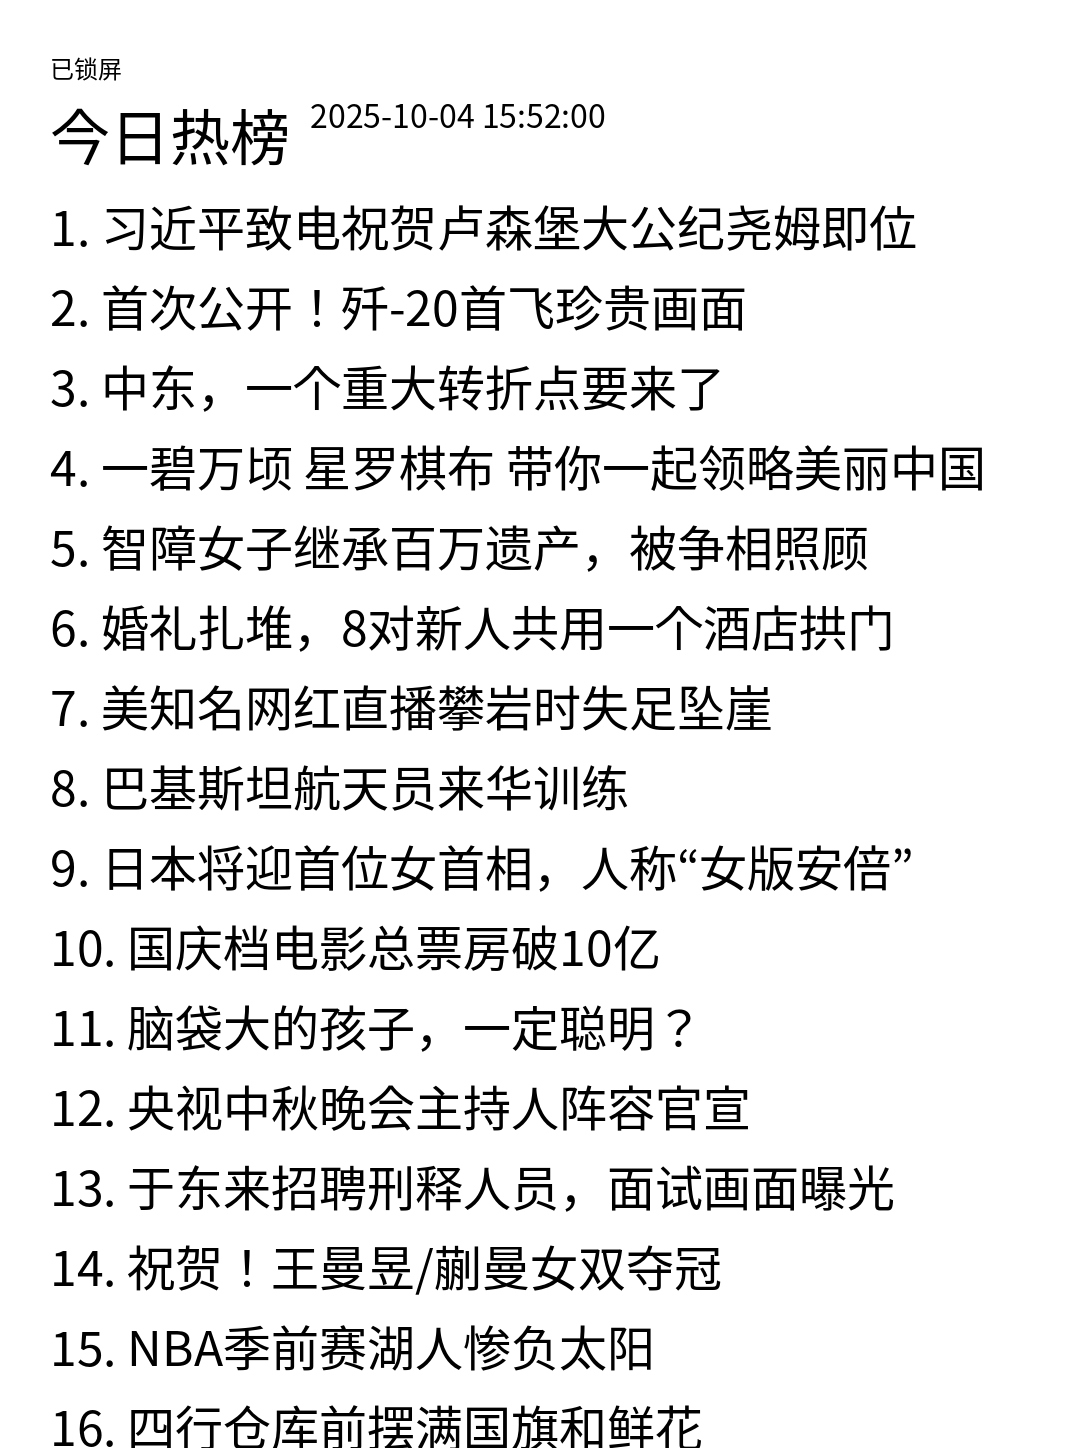 已锁屏
今日热榜 2025-10-04 15:52:00
1. 习近平致电祝贺卢森堡大公纪尧姆即位
2. 首次公开！歼-20首飞珍贵画面
3. 中东，一个重大转折点要来了
4. 一碧万顷 星罗棋布 带你一起领略美丽中国
5. 智障女子继承百万遗产，被争相照顾
6. 婚礼扎堆，8对新人共用一个酒店拱门
7. 美知名网红直播攀岩时失足坠崖
8. 巴基斯坦航天员来华训练
9. 日本将迎首位女首相，人称“女版安倍”
10. 国庆档电影总票房破10亿
11. 脑袋大的孩子，一定聪明？
12. 央视中秋晚会主持人阵容官宣
13. 于东来招聘刑释人员，面试画面曝光
14. 祝贺！王曼昱/蒯曼女双夺冠
15. NBA季前赛湖人惨负太阳
16. 四行仓库前摆满国旗和鲜花